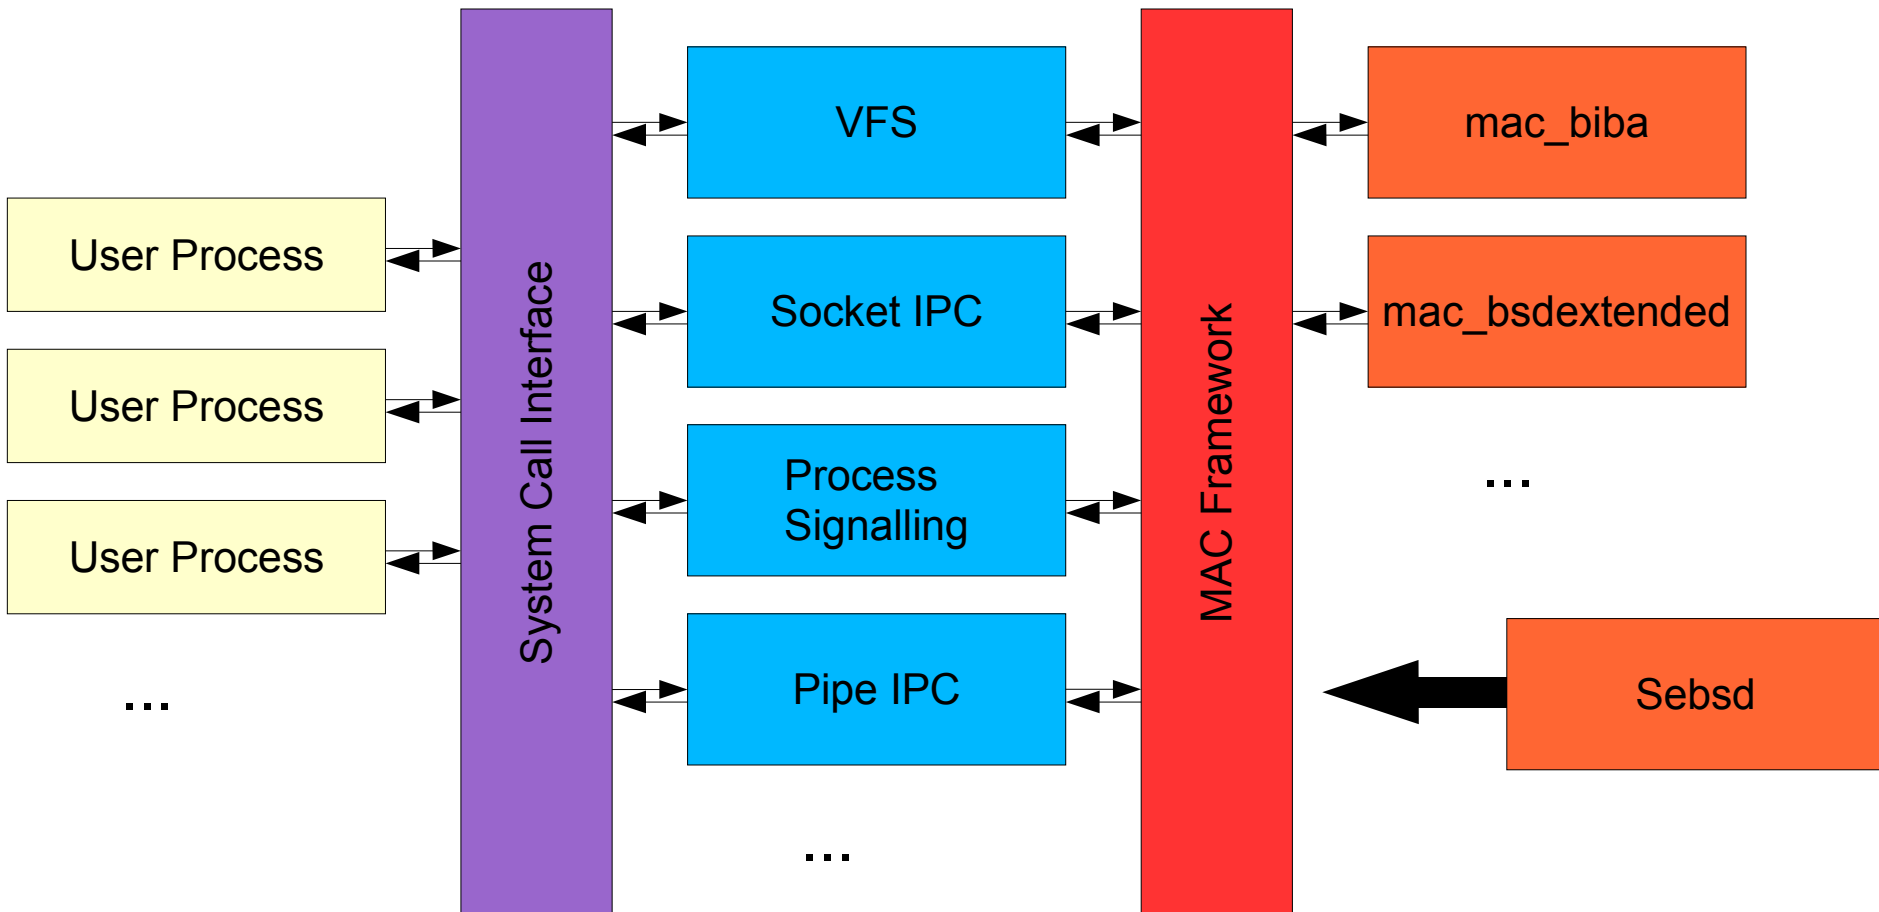 User Process
User Process
User Process
...
System Call Interface
VFS
Socket IPC
Process
Signalling
Pipe IPC
...
MAC Framework
mac_biba
mac_bsdextended
...
Sebsd